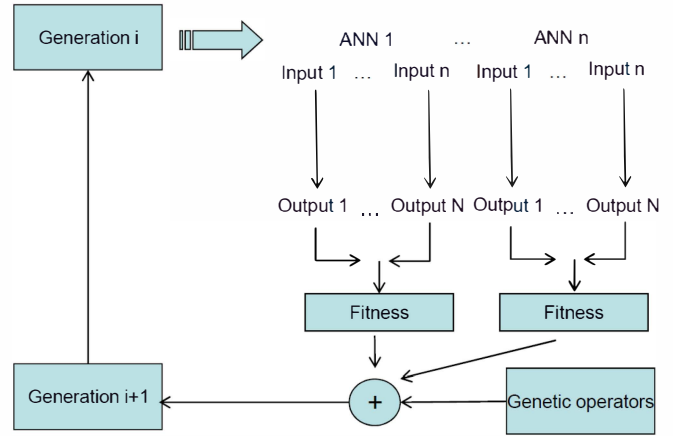 Generation i
ANN 1 ... ANN n
Input 1 ... Input n Input 1 ... Input n
Output 1 ... Output N Output 1 ... Output N
Fitness Fitness
Generation i+1 + Genetic operators